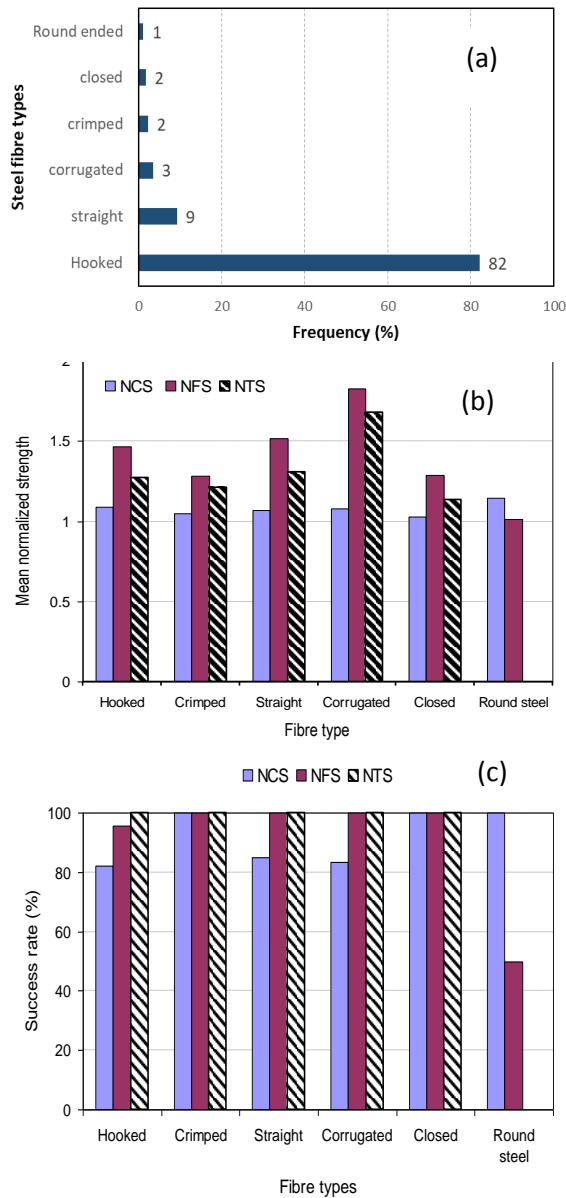 (a)
Steel fibre types
Round ended 1
closed 2
crimped 2
corrugated 3
straight 9
Hooked 82
0 20 40 60 80 100
Frequency (%)
(b)
NCS NFS NTS
Mean normalized strength
2
1.5
1
0.5
0
Hooked Crimped Straight Corrugated Closed Round steel
Fibre type
(c)
NCS NFS NTS
Success rate (%)
100
80
60
40
20
0
Hooked Crimped Straight Corrugated Closed Round
steel
Fibre types